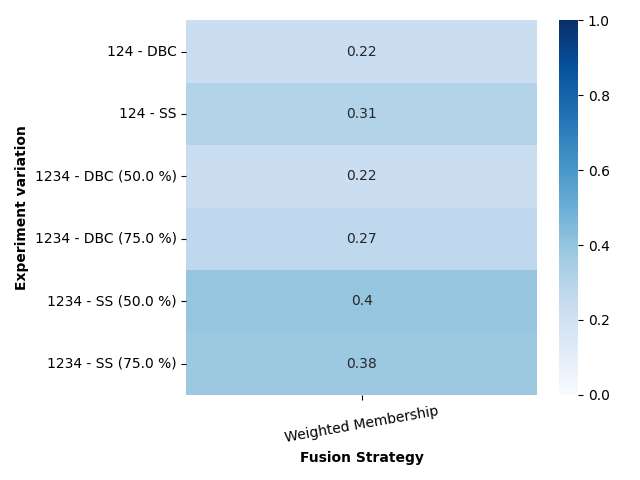 124 - DBC
0.22
124 - SS
0.31
1234 - DBC (50.0 %)
0.22
1234 - DBC (75.0 %)
0.27
1234 - SS (50.0 %)
0.4
1234 - SS (75.0 %)
0.38
Experiment variation
Weighted Membership
Fusion Strategy
1.0
0.8
0.6
0.4
0.2
0.0